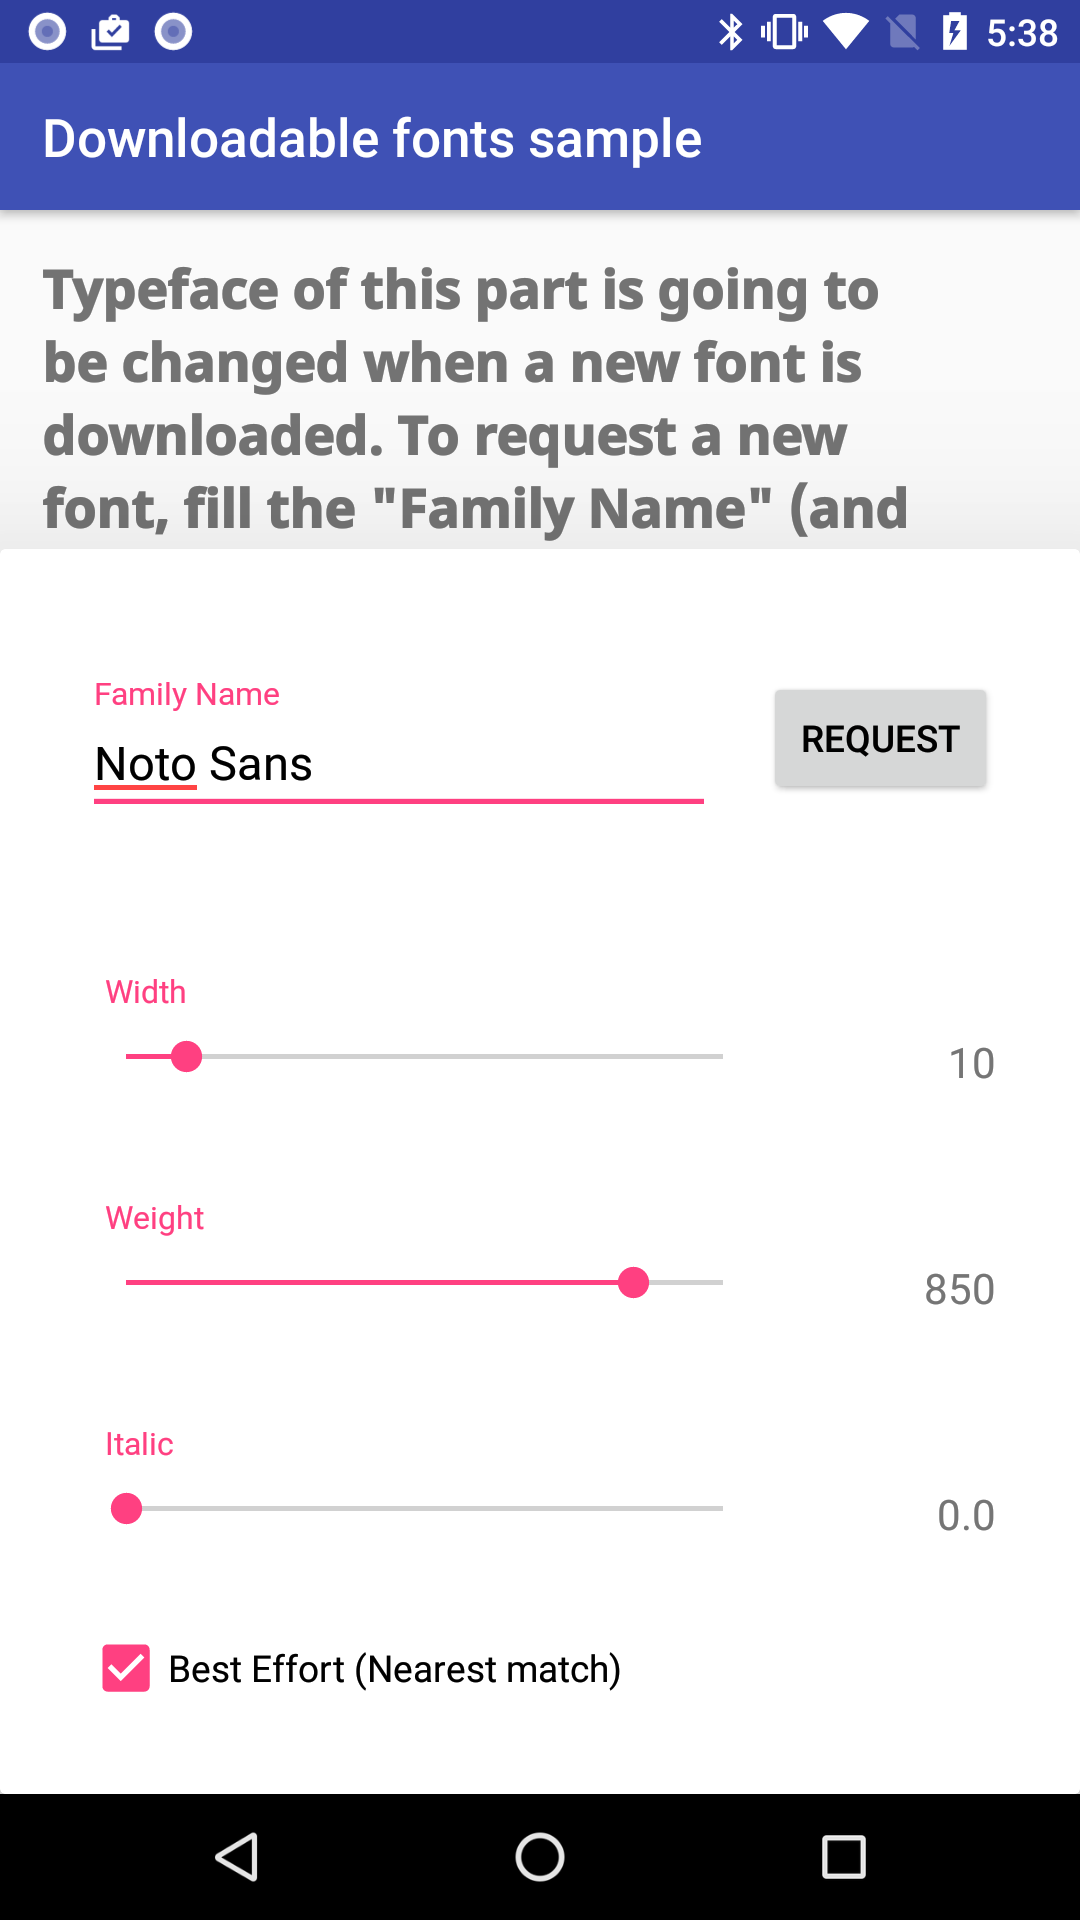 5:38
Downloadable fonts sample
Typeface of this part is going to
be changed when a new font is
downloaded. To request a new
font, fill the "Family Name" (and
Family Name
Noto Sans
REQUEST
Width
10
Weight
850
Italic
0.0
Best Effort (Nearest match)